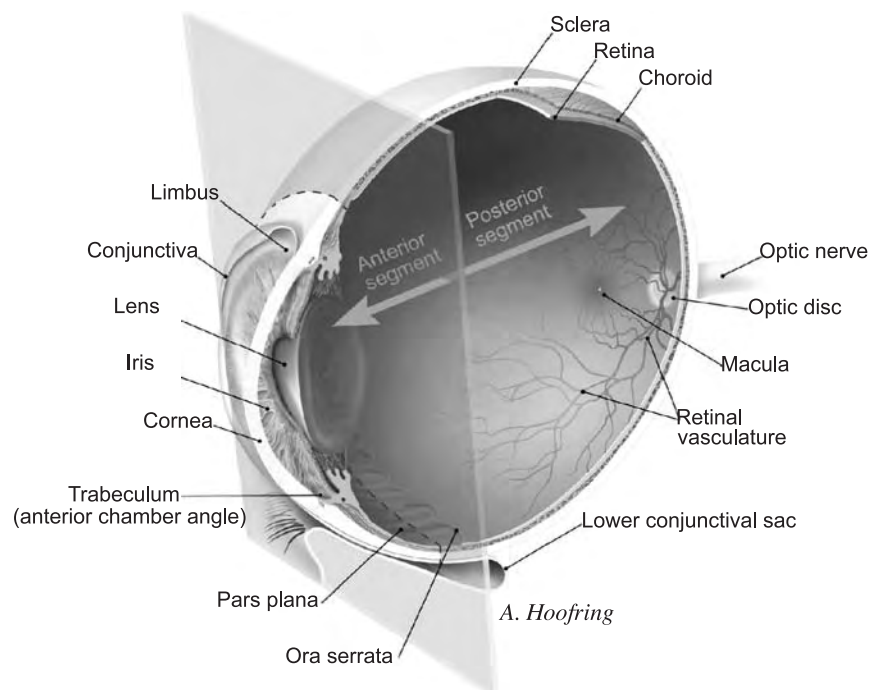 Sclera
Retina
Choroid
Limbus
Conjunctiva
Lens
Iris
Cornea
Trabeculum
(anterior chamber angle)
Pars plana
Ora serrata
Anterior
segment
Posterior
segment
Optic nerve
Optic disc
Macula
Retinal
vasculature
Lower conjunctival sac
A. Hoofring